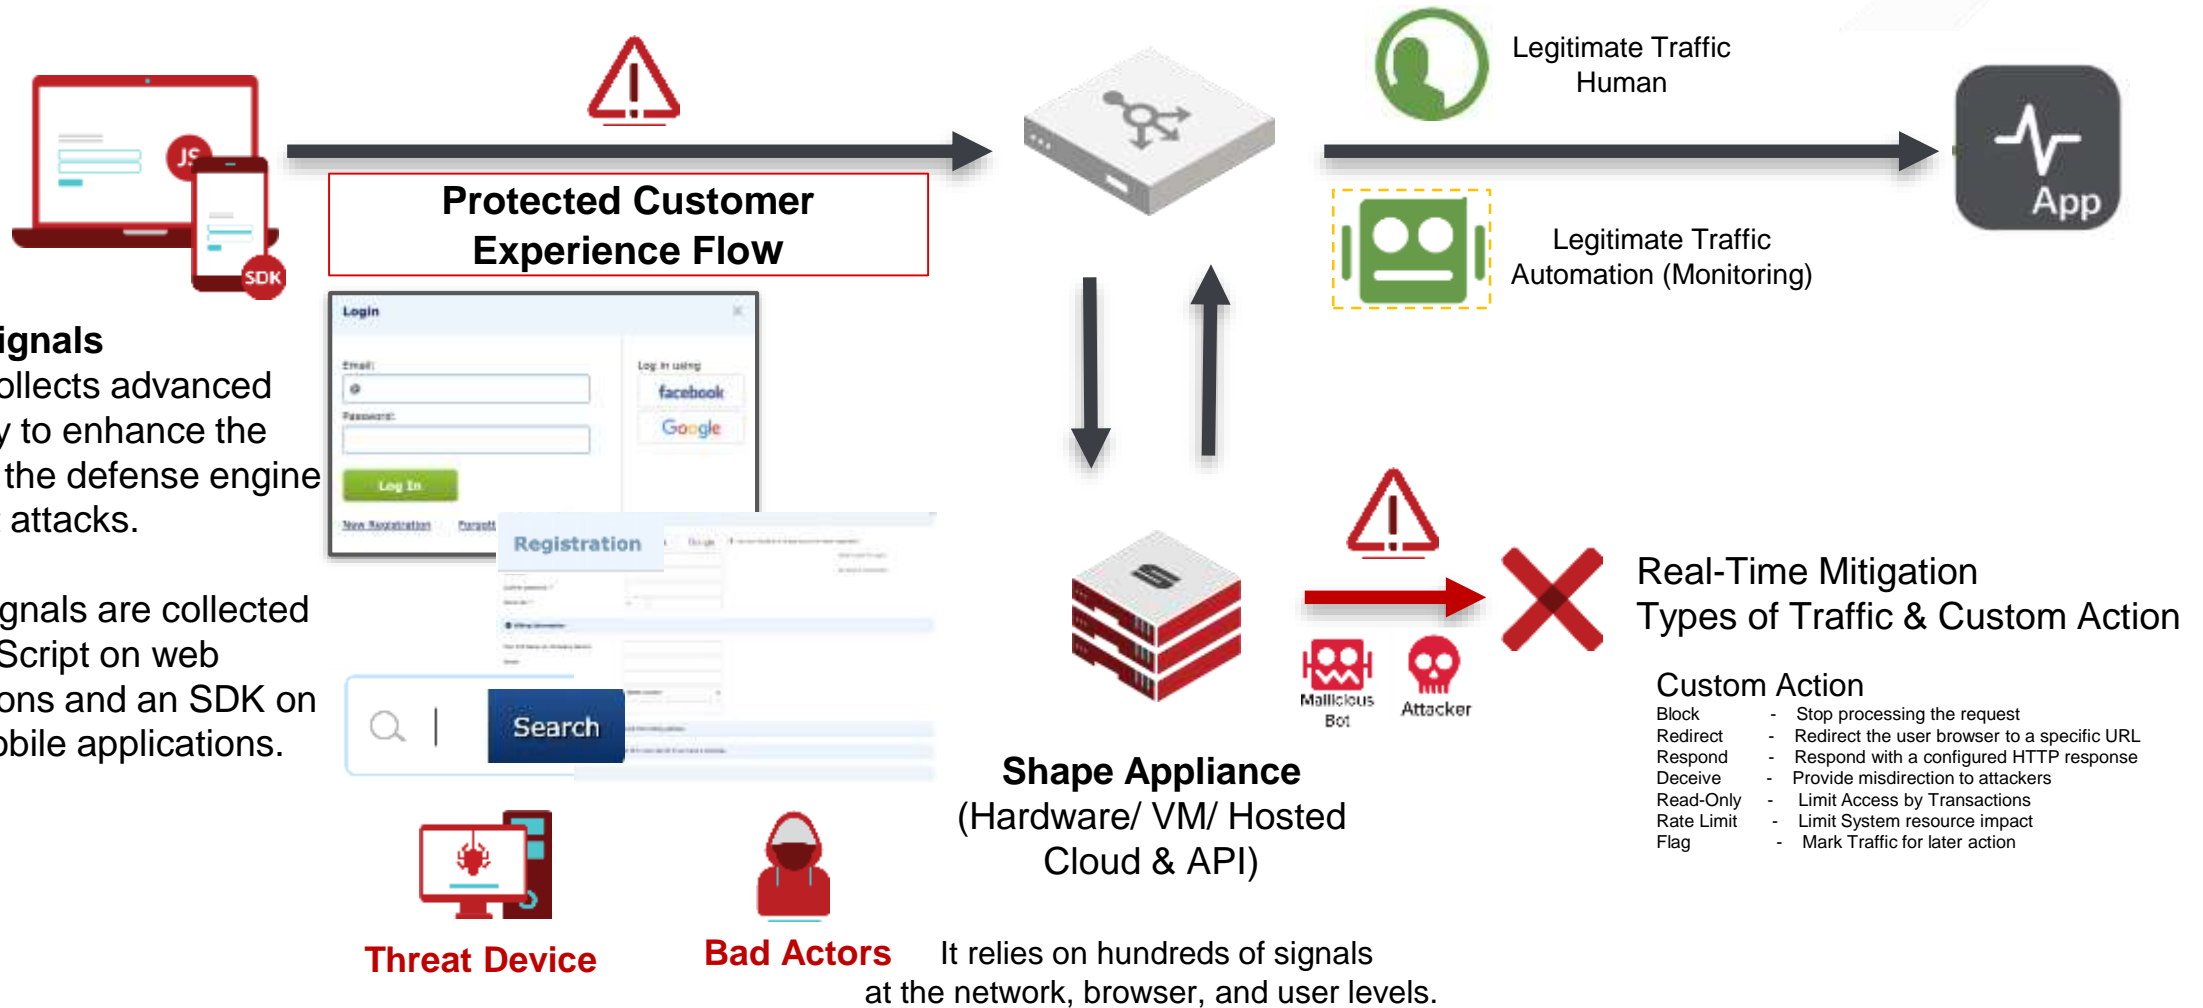 JS
SDK
Protected Customer
Experience Flow
ignals
ollects advanced
y to enhance the
the defense engine
t attacks.
ignals are collected
Script on web
ons and an SDK on
obile applications.
Login
Email:
@
Password:
Log In
New Registration
Log in using
facebook
Google
Registration
Google
Search
Threat Device
Bad Actors
Legitimate Traffic
Human
Legitimate Traffic
Automation (Monitoring)
App
S
Mallicious
Bot
Attacker
Shape Appliance
(Hardware/ VM/ Hosted
Cloud & API)
It relies on hundreds of signals
at the network, browser, and user levels.
Real-Time Mitigation
Types of Traffic & Custom Action
Custom Action
Block - Stop processing the request
Redirect - Redirect the user browser to a specific URL
Respond - Respond with a configured HTTP response
Deceive - Provide misdirection to attackers
Read-Only - Limit Access by Transactions
Rate Limit - Limit System resource impact
Flag - Mark Traffic for later action